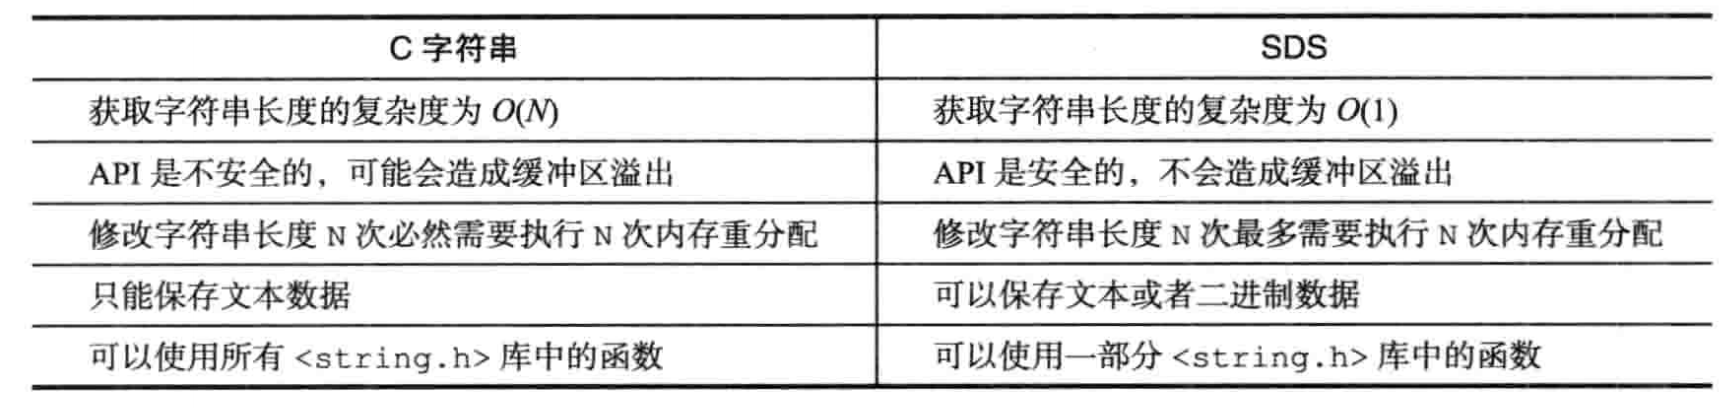 C 字符串 SDS
获取字符串长度的复杂度为 O(N) 获取字符串长度的复杂度为 O(1)
API 是不安全的，可能会造成缓冲区溢出 API 是安全的，不会造成缓冲区溢出
修改字符串长度 N 次必然需要执行 N 次内存重分配 修改字符串长度 N 次最多需要执行 N 次内存重分配
只能保存文本数据 可以保存文本或者二进制数据
可以使用所有 <string.h> 库中的函数 可以使用一部分 <string.h> 库中的函数